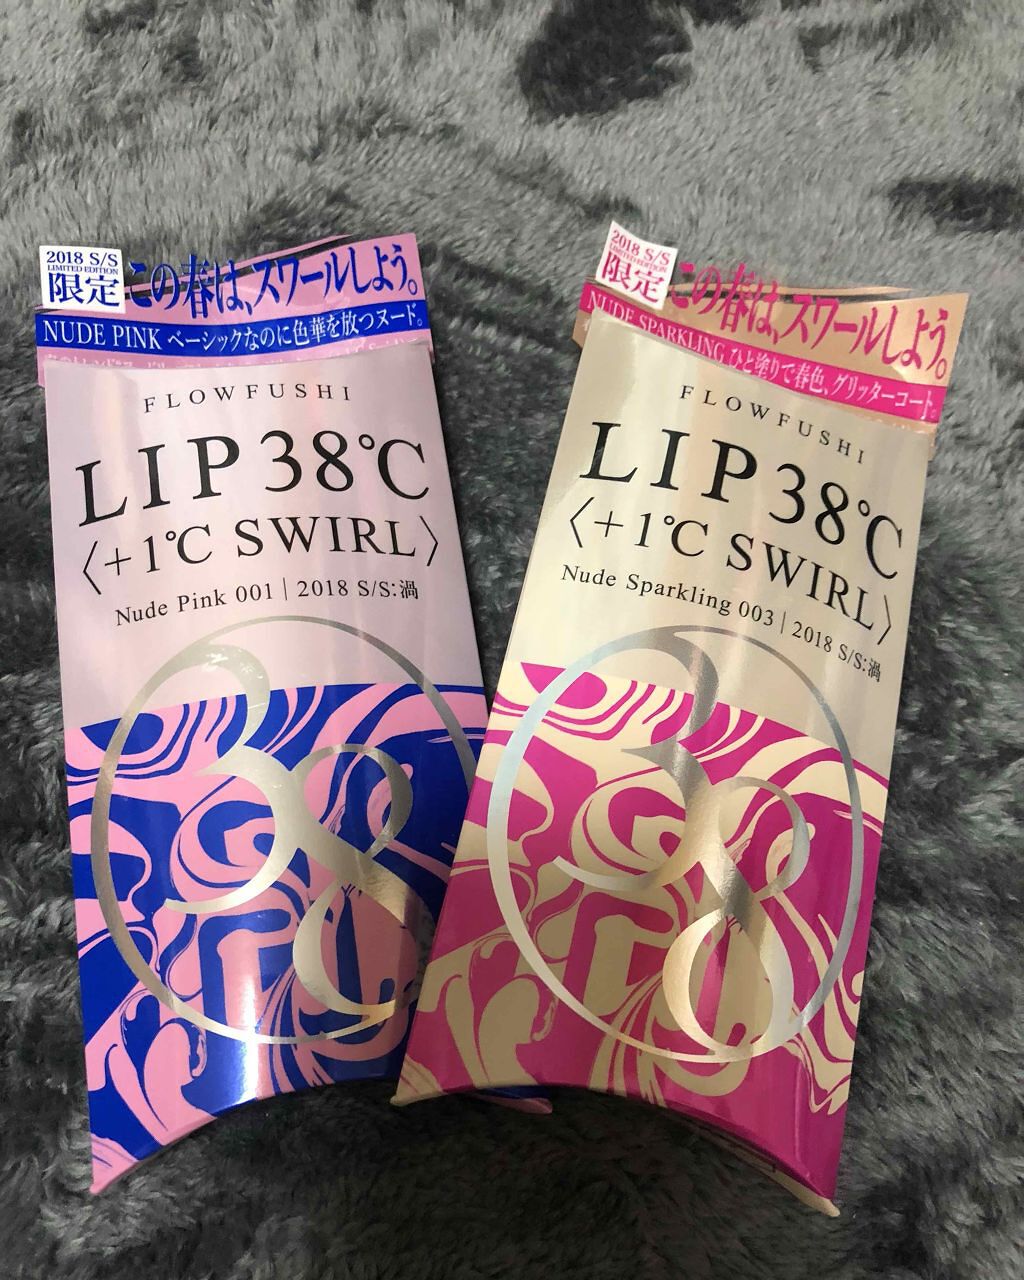 2018 S/S
LIMITED EDITION
限定
この春は、スワールしよう。
NUDE PINK ベーシックなのに色華を放つヌード。
FLOWFUSHI
LIP 38℃
〈+1℃ SWIRL〉
Nude Pink 001 | 2018 S/S:渦
38
2018 S/S
LIMITED EDITION
限定
この春は、スワールしよう。
NUDE SPARKLING ひと塗りで春色、グリッターコート。
FLOWFUSHI
LIP 38℃
〈+1℃ SWIRL〉
Nude Sparkling 003 | 2018 S/S:渦
38